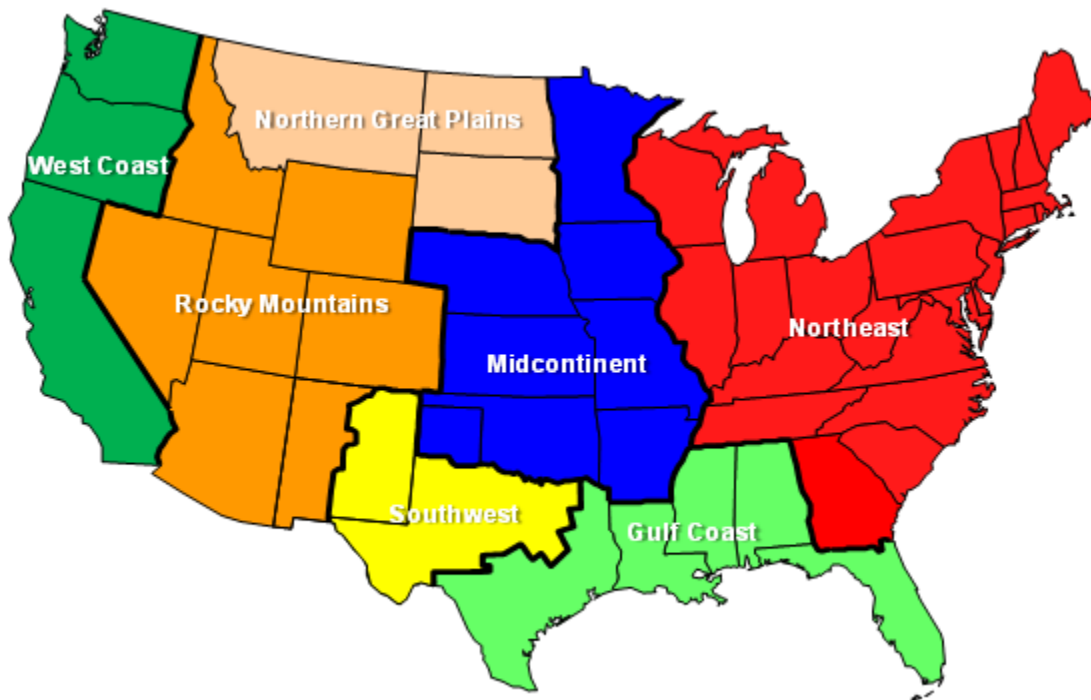 Northern Great Plains
West Coast
Rocky Mountains
Northeast
Midcontinent
Southwest
Gulf Coast